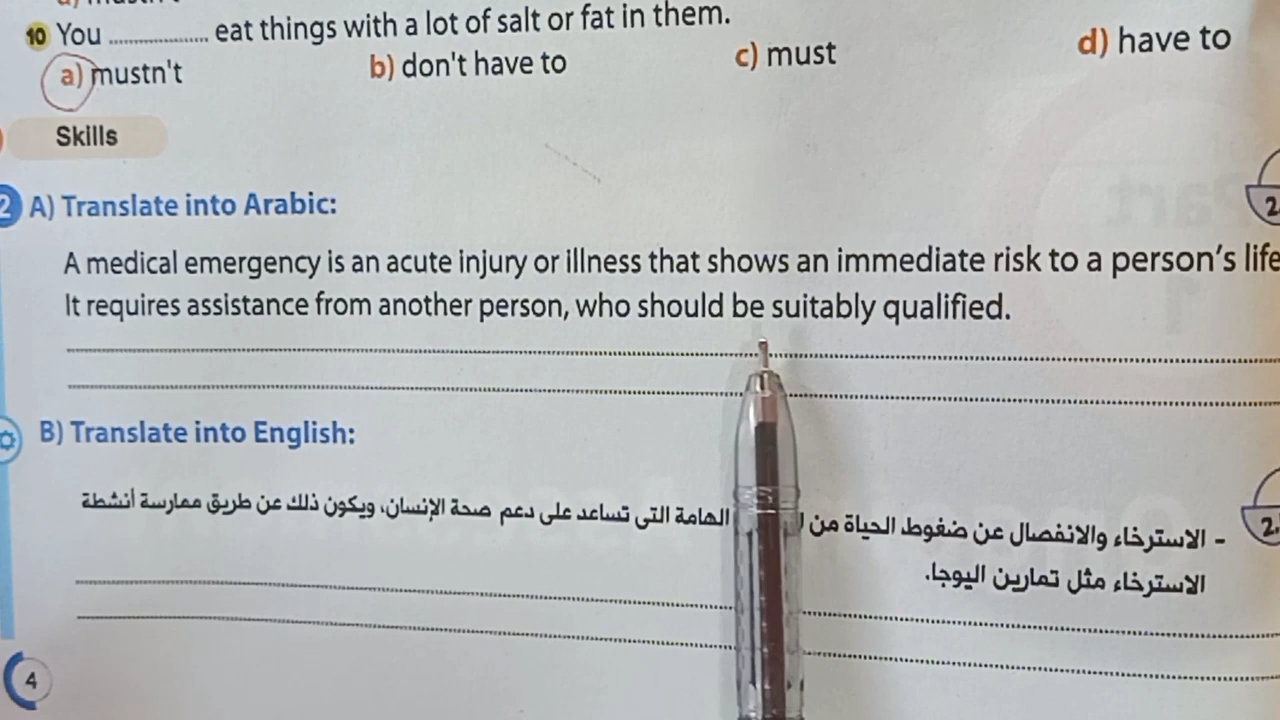 10 You .................... eat things with a lot of salt or fat in them.
a) mustn't b) don't have to c) must d) have to
Skills
2 A) Translate into Arabic:
A medical emergency is an acute injury or illness that shows an immediate risk to a person's life
It requires assistance from another person, who should be suitably qualified.
B) Translate into English:
- الاسترخاء والانفصال عن ضغوط الحياة من الهامة التى تساعد على دعم صحة الإنسان، ويكون ذلك عن طريق ممارسة أنشطة
الاسترخاء مثل تمارين اليوجا.
4